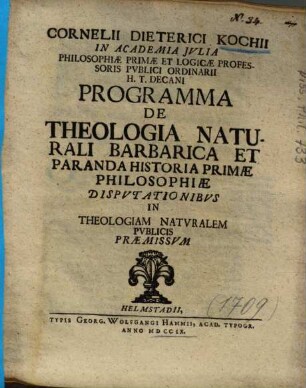 N. 34.
CORNELII DIETERICI KOCHII
IN ACADEMIA JVLIA
PHILOSOPHIÆ PRIMÆ ET LOGICÆ PROFES-
SORIS PVBLICI ORDINARII
H. T. DECANI
PROGRAMMA
DE
THEOLOGIA NATU-
RALI BARBARICA ET
PARANDA HISTORIA PRIMÆ
PHILOSOPHIÆ
DISPVTATIONIBVS
IN
THEOLOGIAM NATVRALEM
PVBLICIS
PRÆMISSVM
HELMSTADII,
(1709)
TYPIS GEORG. WOLFGANGI HAMMII, ACAD. TYPOGR.
ANNO MDCCIX.